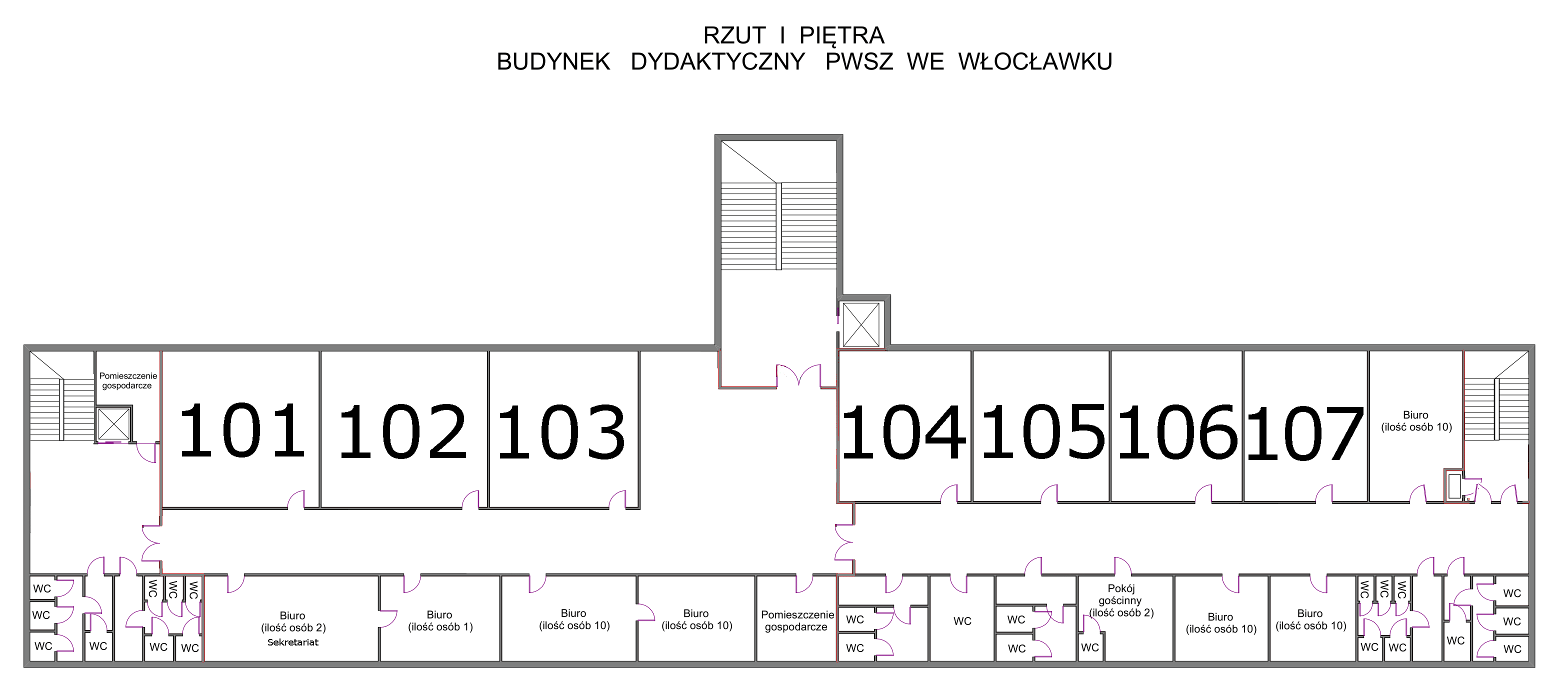 RZUT I PIĘTRA
BUDYNEK DYDAKTYCZNY PWSZ WE WŁOCŁAWKU
Pomieszczenie
gospodarcze
101
102
103
104
105
106
107
Biuro
(ilość osób 10)
WC
WC
WC
WC
WC
WC
WC
WC
WC
Biuro
(ilość osób 2)
Sekretariat
Biuro
(ilość osób 1)
Biuro
(ilość osób 10)
Biuro
(ilość osób 10)
Pomieszczenie
gospodarcze
WC
WC
WC
WC
WC
Pokój
gościnny
(ilość osób 2)
WC
Biuro
(ilość osób 10)
Biuro
(ilość osób 10)
WC
WC
WC
WC
WC
WC
WC
WC
WC